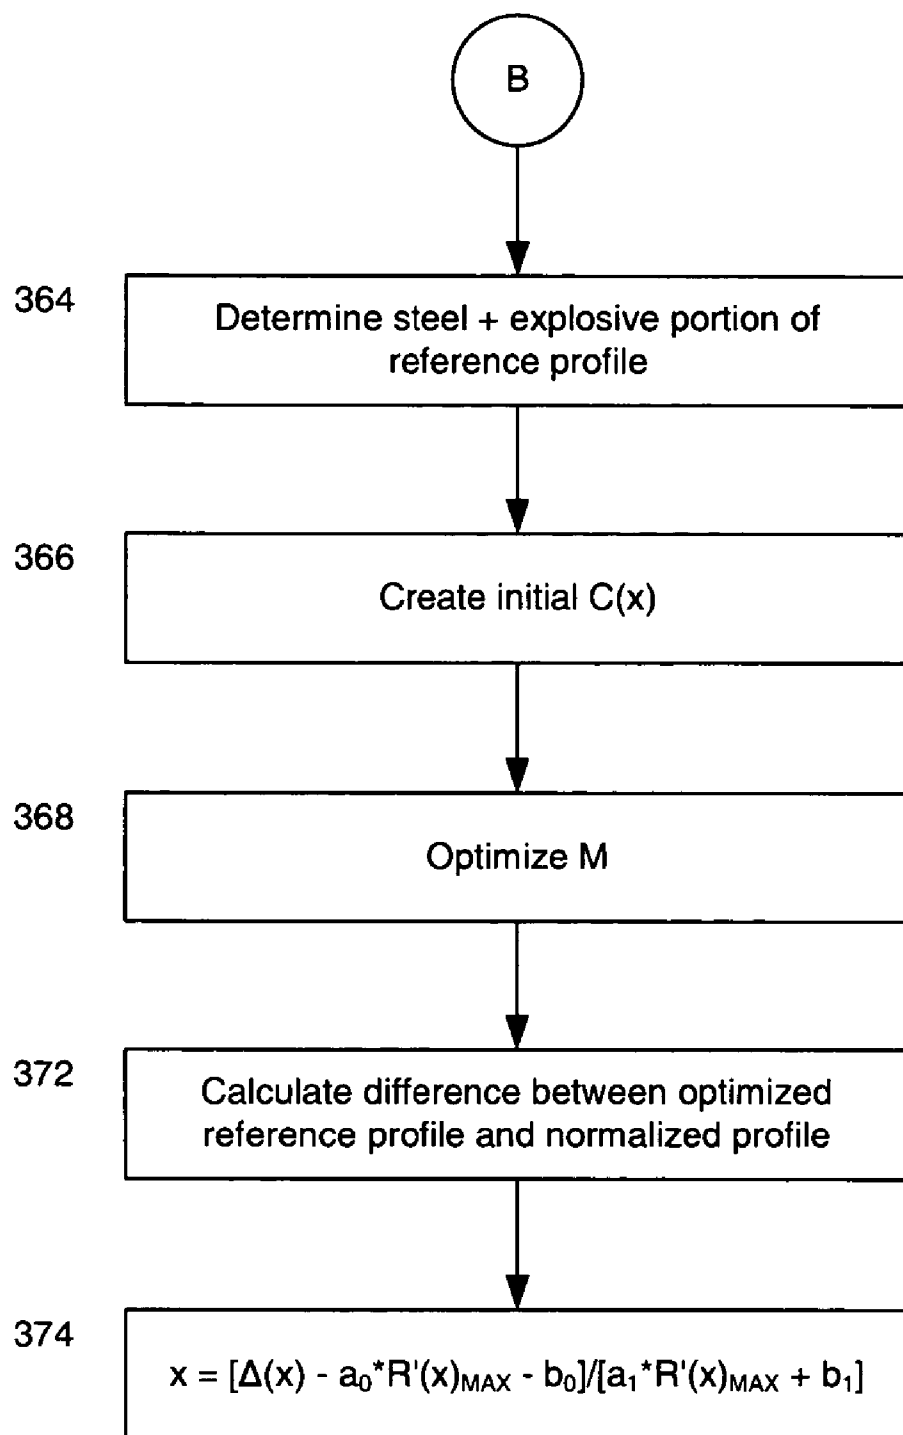 B
364
Determine steel + explosive portion of
reference profile
366
Create initial C(x)
368
Optimize M
372
Calculate difference between optimized
reference profile and normalized profile
374
x = [Δ(x) - a₀*R'(x)MAX - b₀]/[a₁*R'(x)MAX + b₁]